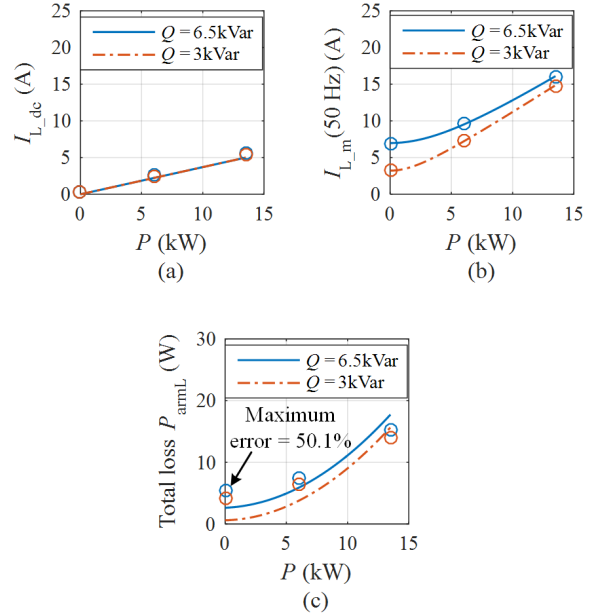 25
20
15
10
5
0
I_L_dc (A)
Q = 6.5kVar
Q = 3kVar
0 5 10 15
P (kW)
(a)
25
20
15
10
5
0
I_L_m(50 Hz) (A)
Q = 6.5kVar
Q = 3kVar
0 5 10 15
P (kW)
(b)
30
20
10
0
Total loss P_armL (W)
Q = 6.5kVar
Q = 3kVar
Maximum
error = 50.1%
0 5 10 15
P (kW)
(c)